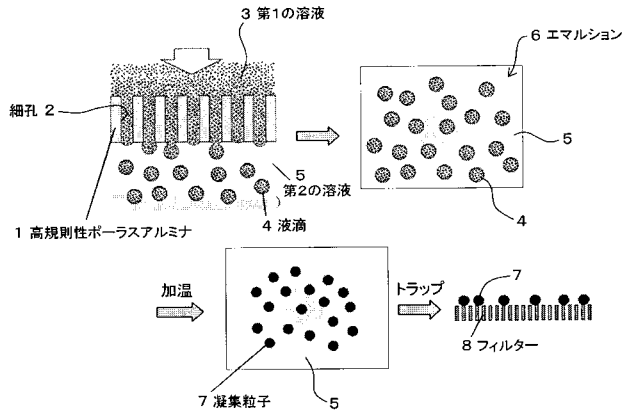 3 第1の溶液
細孔 2
5
第2の溶液
4 液滴
1 高規則性ポーラスアルミナ
6 エマルション
5
4
加温
7 凝集粒子
5
トラップ
7
8 フィルター